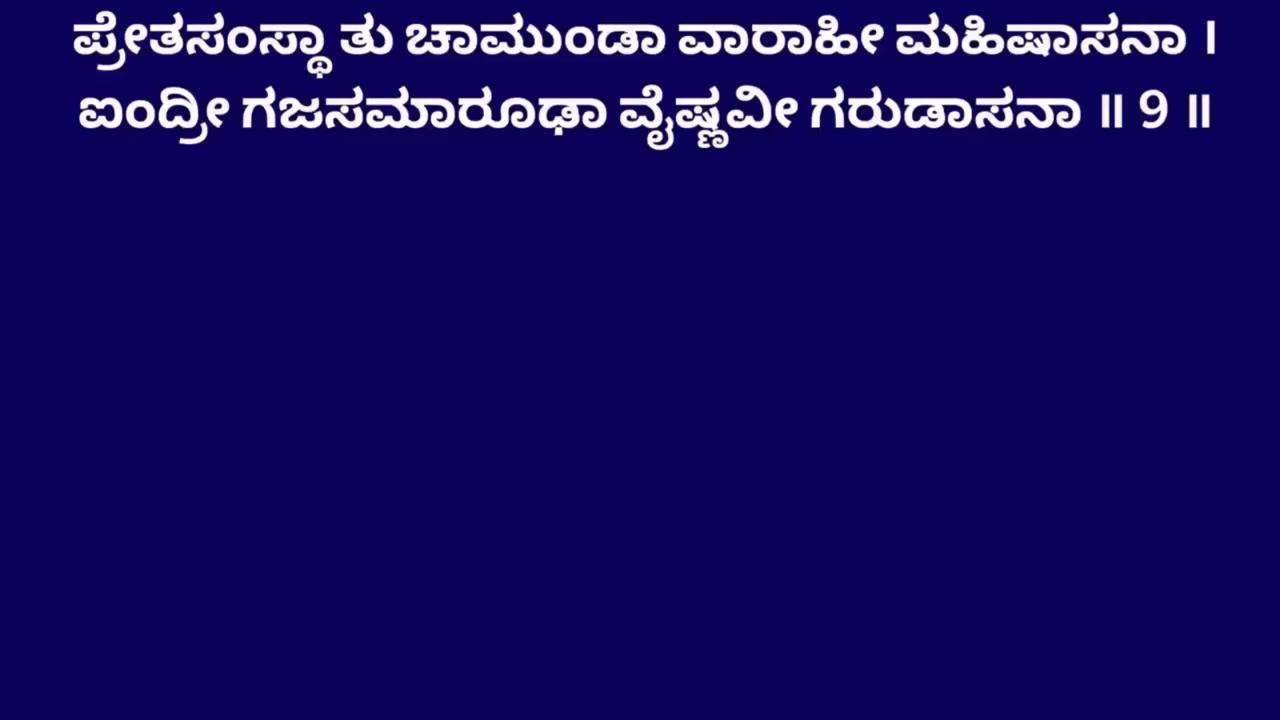 ಪ್ರೇತಸಂಸ್ಥಾ ತು ಚಾಮುಂಡಾ ವಾರಾಹೀ ಮಹಿಷಾಸನಾ ।
ಐಂದ್ರೀ ಗಜಸಮಾರೂಢಾ ವೈಷ್ಣವೀ ಗರುಡಾಸನಾ ॥ 9 ॥